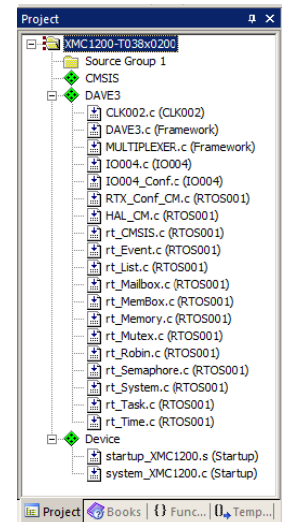 Project
XMC1200-T038x0200
Source Group 1
CMSIS
DAVE3
CLK002.c (CLK002)
DAVE3.c (Framework)
MULTIPLEXER.c (Framework)
IO004.c (IO004)
IO004_Conf.c (IO004)
RTX_Conf_CM.c (RTOS001)
HAL_CM.c (RTOS001)
rt_CMSIS.c (RTOS001)
rt_Event.c (RTOS001)
rt_List.c (RTOS001)
rt_Mailbox.c (RTOS001)
rt_MemBox.c (RTOS001)
rt_Memory.c (RTOS001)
rt_Mutex.c (RTOS001)
rt_Robin.c (RTOS001)
rt_Semaphore.c (RTOS001)
rt_System.c (RTOS001)
rt_Task.c (RTOS001)
rt_Time.c (RTOS001)
Device
startup_XMC1200.s (Startup)
system_XMC1200.c (Startup)
Project Books {} Func... 0 Temp...